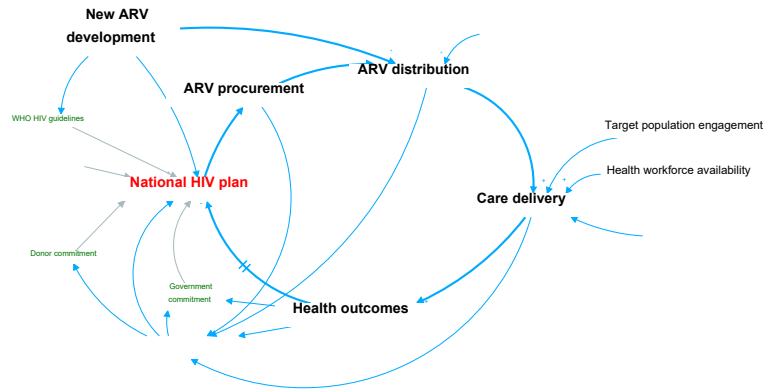 New ARV
development
ARV procurement
ARV distribution
WHO HIV guidelines
Target population engagement
Health workforce availability
National HIV plan
Care delivery
Donor commitment
Government
commitment
Health outcomes